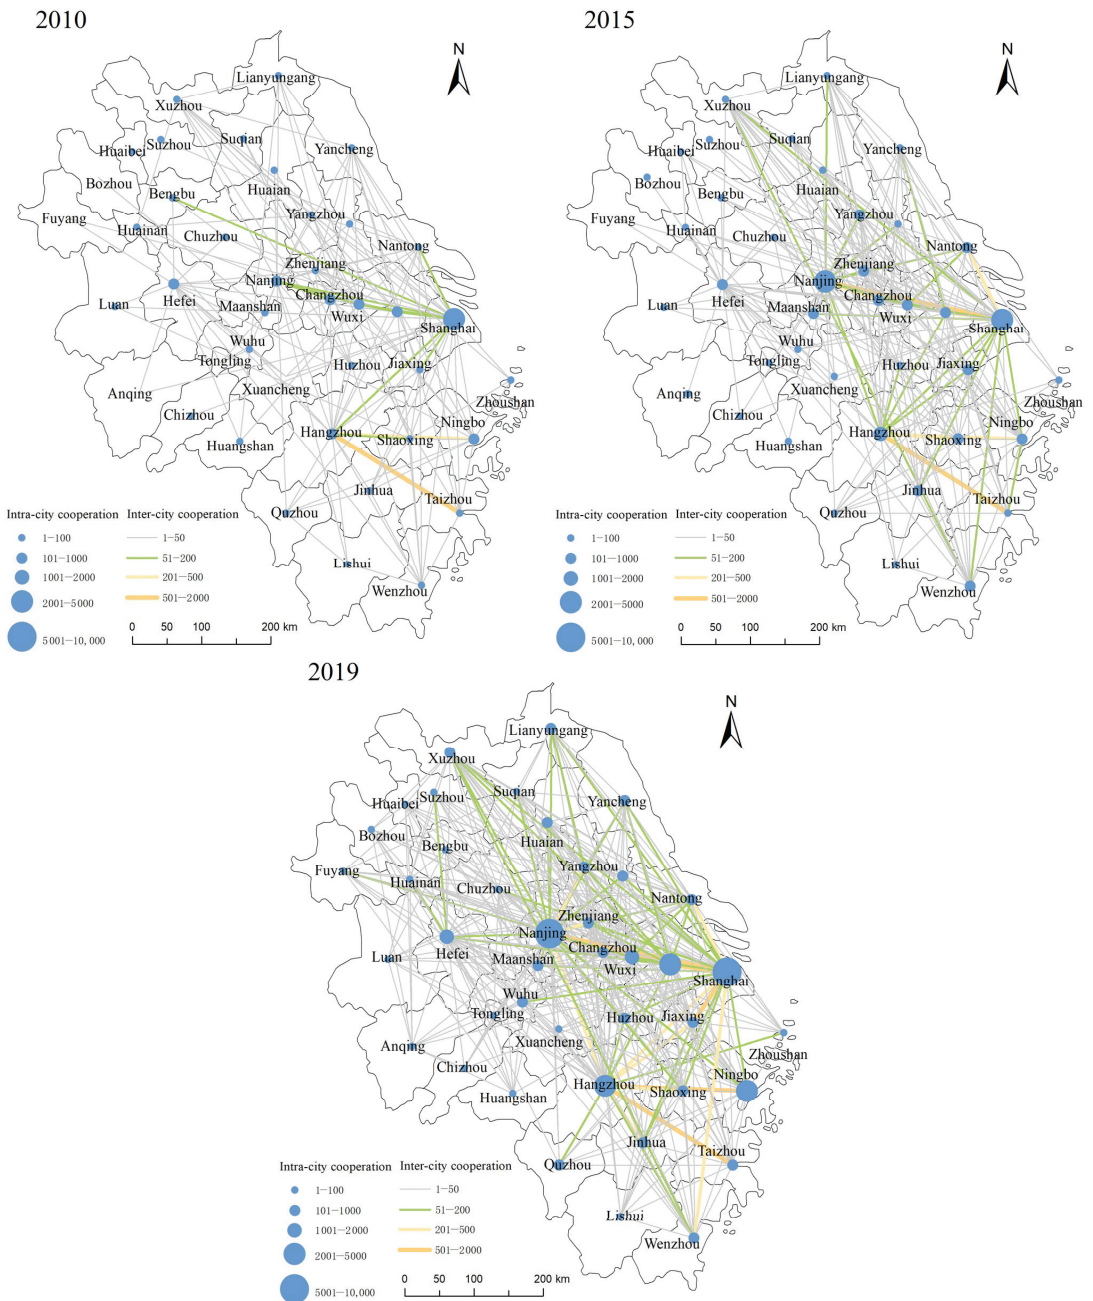 2010
N
Lianyungang
Xuzhou
Suzhou
Suqian
Huaibei
Yancheng
Bozhou
Bengbu
Huaian
Fuyang
Yangzhou
Huainan
Chuzhou
Nantong
Zhenjiang
Nanjing
Hefei
Changzhou
Luan
Maanshan
Wuxi
Shanghai
Wuhu
Tongling
Huzhou
Jiaxing
Anqing
Xuancheng
Zhoushan
Chizhou
Ningbo
Hangzhou
Shaoxing
Huangshan
Jinhua
Taizhou
Quzhou
Lishui
Wenzhou
Intra-city cooperation
1-100
101-1000
1001-2000
2001-5000
5001-10,000
Inter-city cooperation
1-50
51-200
201-500
501-2000
0 50 100 200 km
2015
N
Lianyungang
Xuzhou
Suzhou
Suqian
Huaibei
Yancheng
Bozhou
Bengbu
Huaian
Fuyang
Yangzhou
Huainan
Chuzhou
Nantong
Zhenjiang
Nanjing
Hefei
Changzhou
Luan
Maanshan
Wuxi
Shanghai
Wuhu
Tongling
Huzhou
Jiaxing
Anqing
Xuancheng
Zhoushan
Chizhou
Ningbo
Hangzhou
Shaoxing
Huangshan
Jinhua
Taizhou
Quzhou
Lishui
Wenzhou
Intra-city cooperation
1-100
101-1000
1001-2000
2001-5000
5001-10,000
Inter-city cooperation
1-50
51-200
201-500
501-2000
0 50 100 200 km
2019
N
Lianyungang
Xuzhou
Suzhou
Suqian
Huaibei
Yancheng
Bozhou
Bengbu
Huaian
Fuyang
Yangzhou
Huainan
Chuzhou
Nantong
Zhenjiang
Nanjing
Hefei
Changzhou
Luan
Maanshan
Wuxi
Shanghai
Wuhu
Tongling
Huzhou
Jiaxing
Anqing
Xuancheng
Zhoushan
Chizhou
Ningbo
Hangzhou
Shaoxing
Huangshan
Jinhua
Taizhou
Quzhou
Lishui
Wenzhou
Intra-city cooperation
1-100
101-1000
1001-2000
2001-5000
5001-10,000
Inter-city cooperation
1-50
51-200
201-500
501-2000
0 50 100 200 km